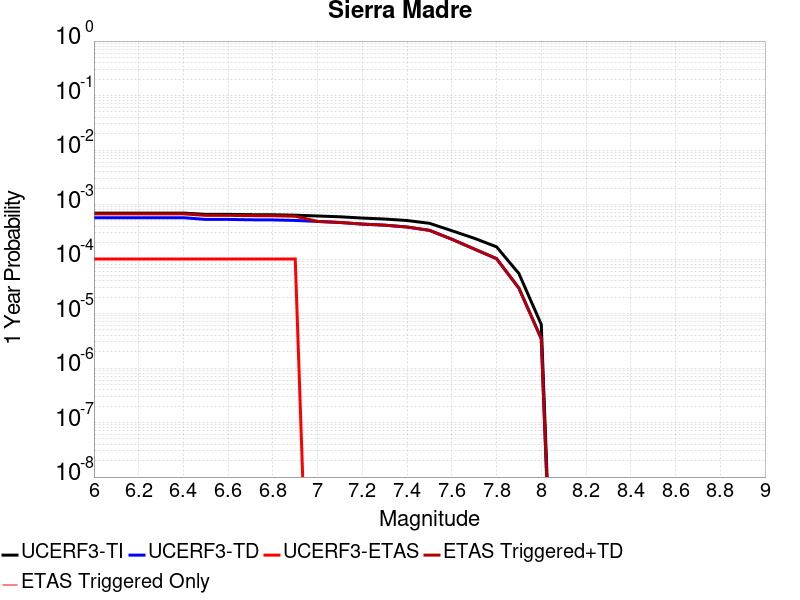 Sierra Madre
10^0
10^-1
10^-2
10^-3
10^-4
10^-5
10^-6
10^-7
10^-8
1 Year Probability
6 6.2 6.4 6.6 6.8 7 7.2 7.4 7.6 7.8 8 8.2 8.4 8.6 8.8 9
Magnitude
UCERF3-TI UCERF3-TD UCERF3-ETAS ETAS Triggered+TD
ETAS Triggered Only